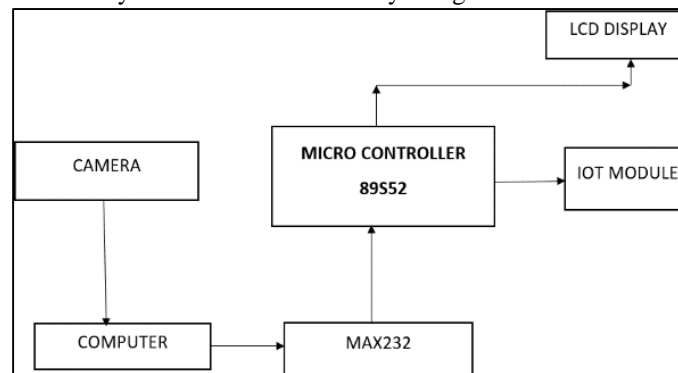 LCD DISPLAY
MICRO CONTROLLER
89S52
CAMERA
IOT MODULE
COMPUTER
MAX232